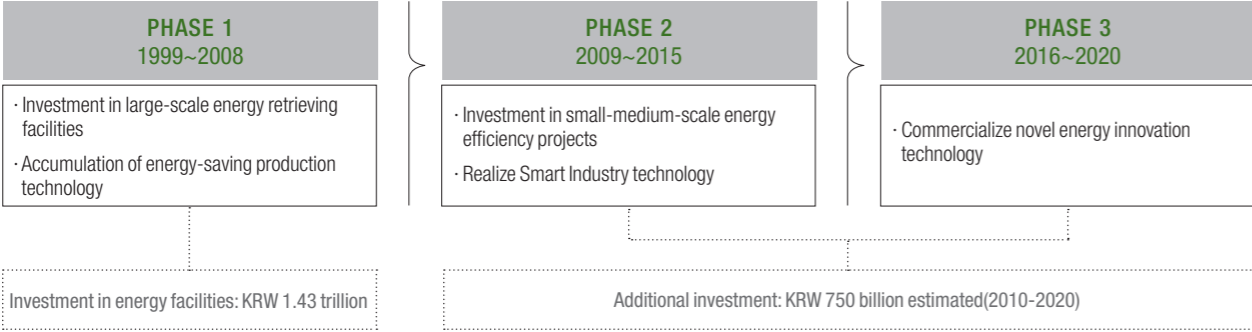 PHASE 1
1999~2008
· Investment in large-scale energy retrieving
facilities
· Accumulation of energy-saving production
technology
Investment in energy facilities: KRW 1.43 trillion
PHASE 2
2009~2015
· Investment in small-medium-scale energy
efficiency projects
· Realize Smart Industry technology
PHASE 3
2016~2020
· Commercialize novel energy innovation
technology
Additional investment: KRW 750 billion estimated(2010-2020)